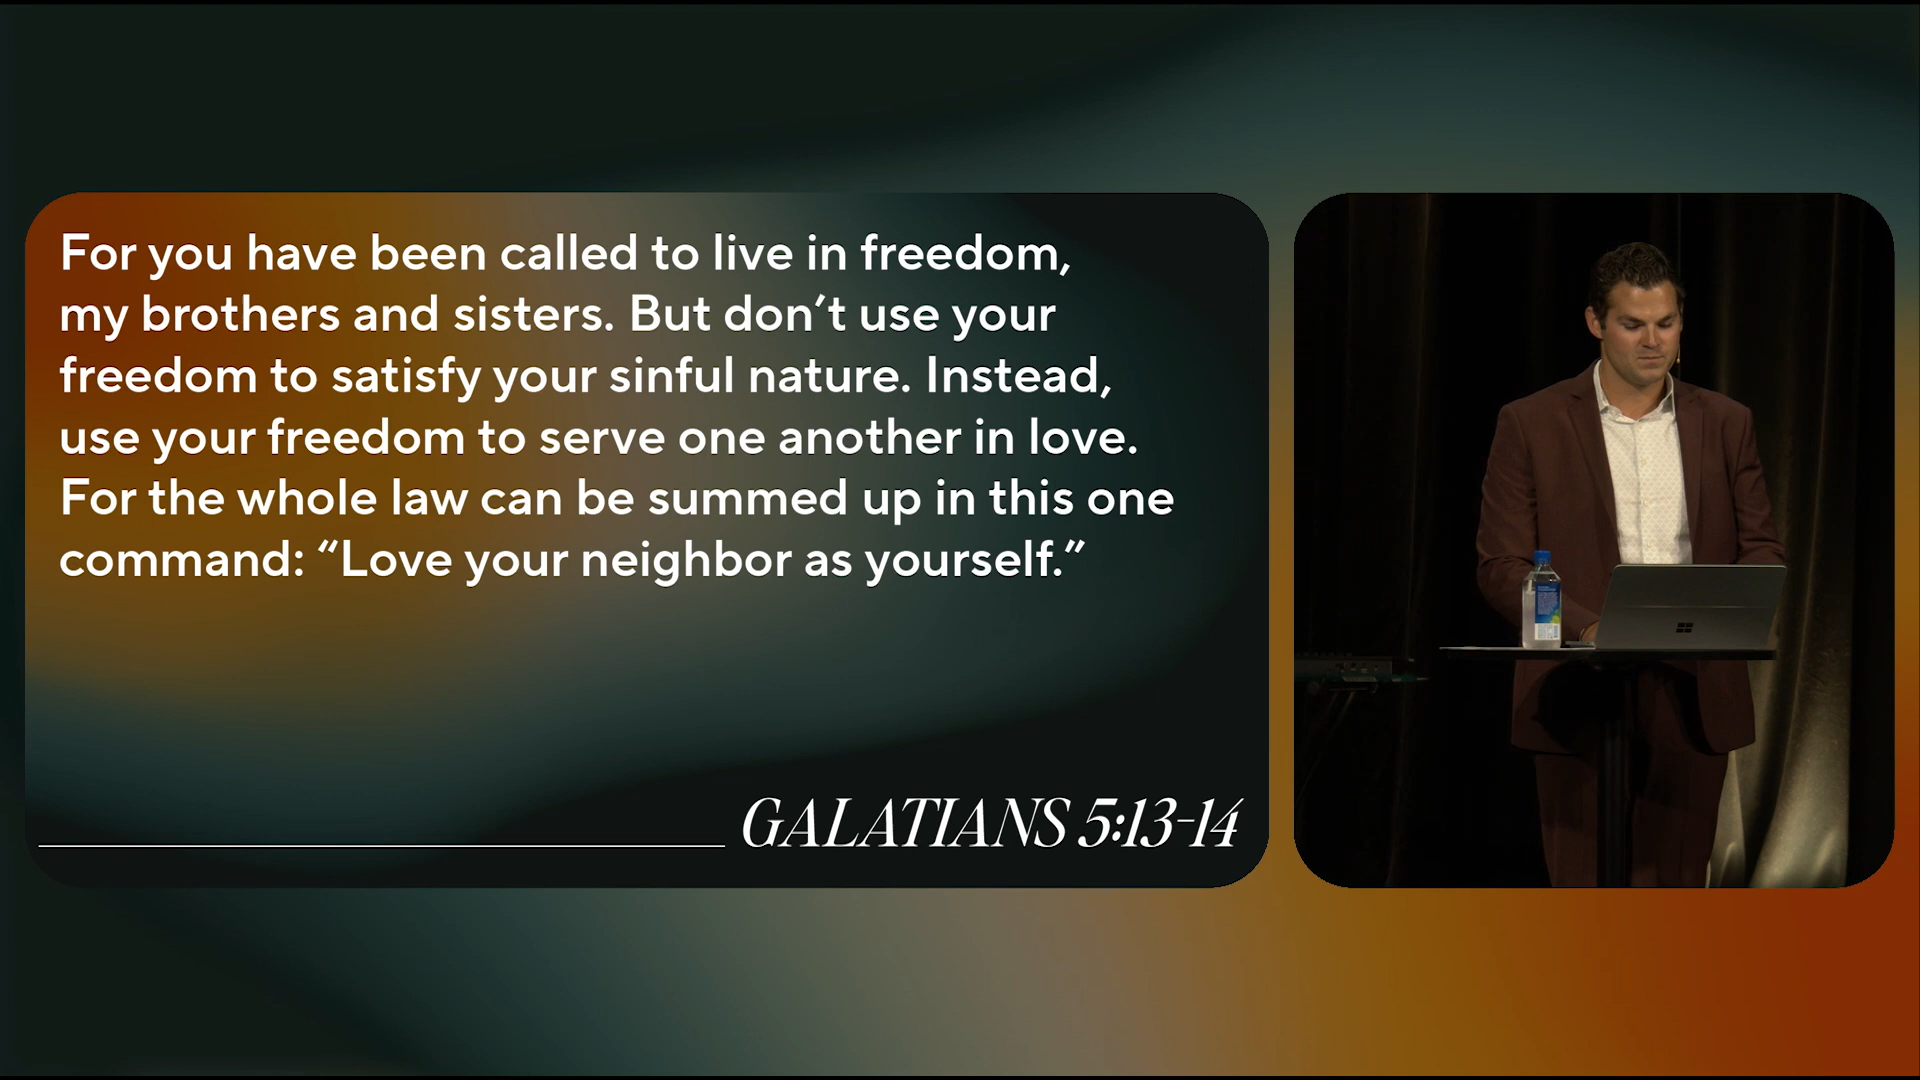 For you have been called to live in freedom,
my brothers and sisters. But don’t use your
freedom to satisfy your sinful nature. Instead,
use your freedom to serve one another in love.
For the whole law can be summed up in this one
command: “Love your neighbor as yourself.”
GALATIANS 5:13-14